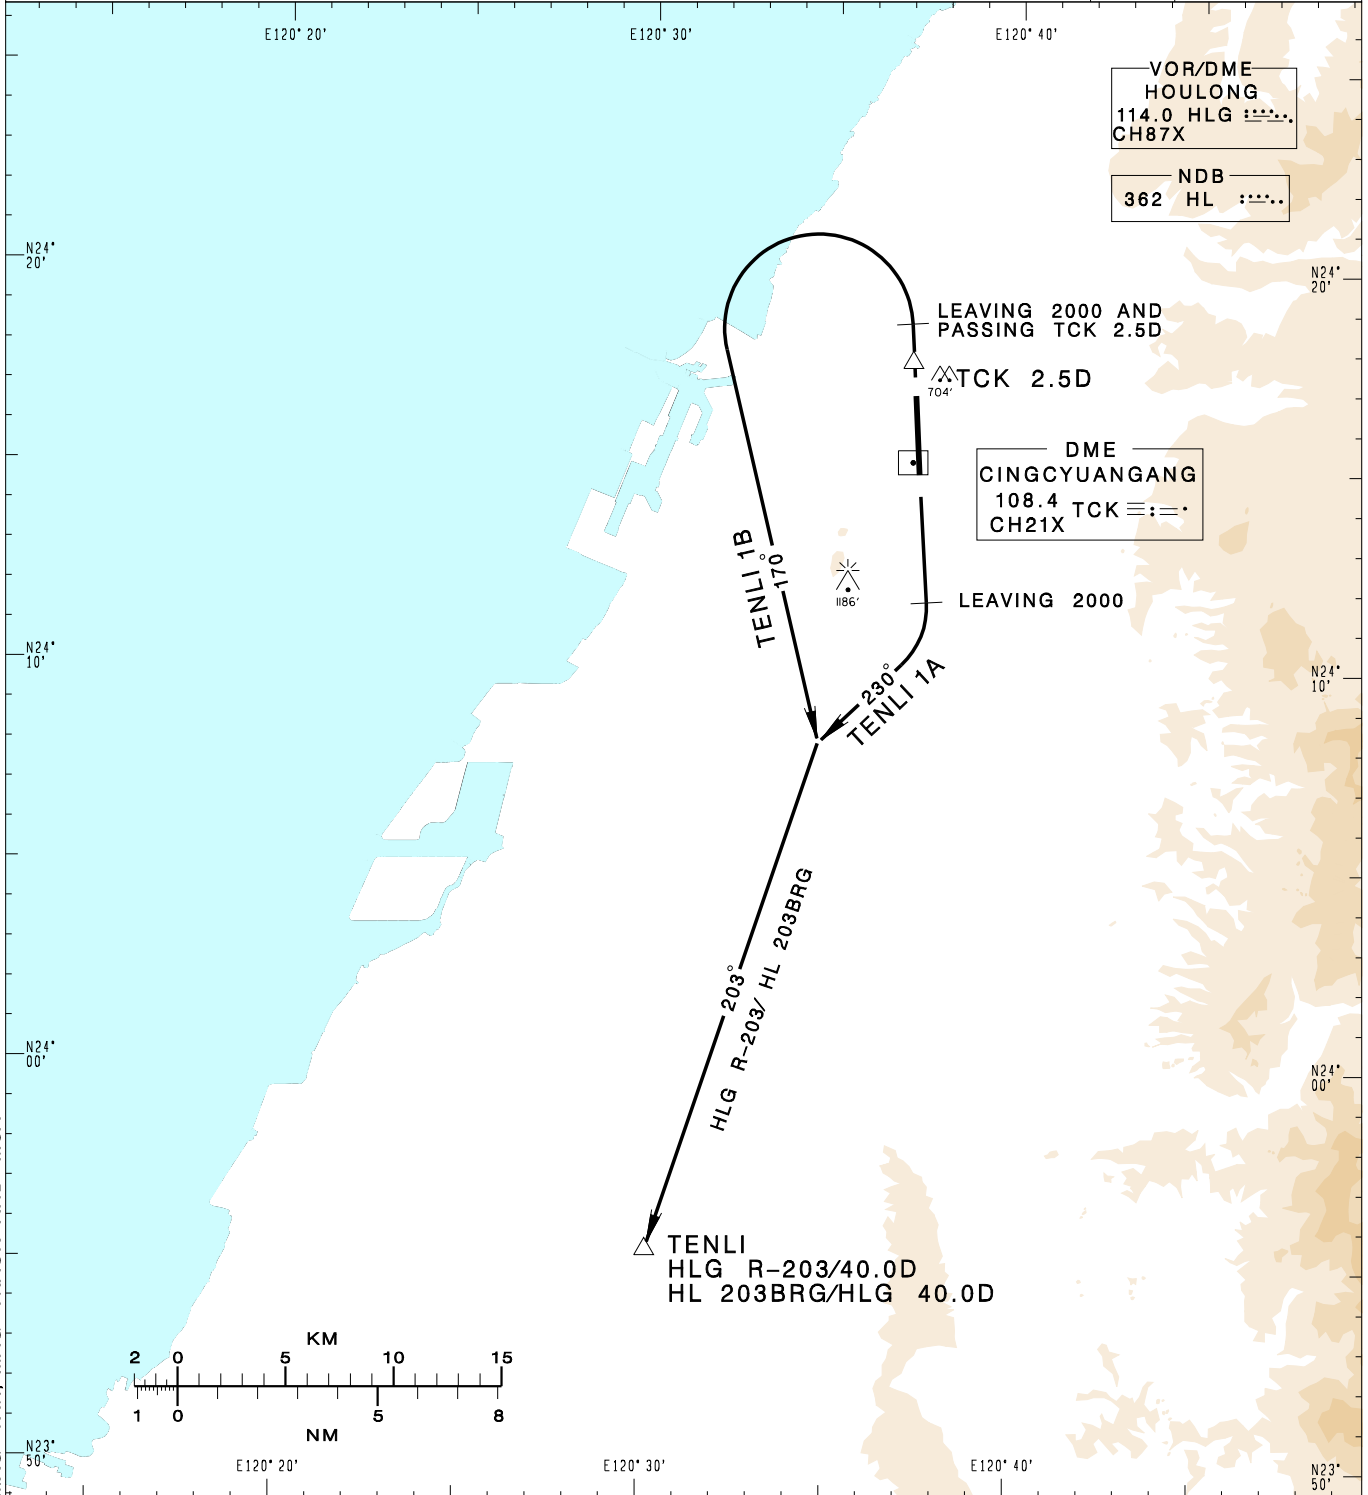 E120° 20'
E120° 30'
E120° 40'
VOR/DME
HOULONG
114.0 HLG
CH87X
NDB
362 HL
N24°
20'
N24°
20'
LEAVING 2000 AND
PASSING TCK 2.5D
TCK 2.5D
704'
DME
CINGCYUANGANG
108.4 TCK
CH21X
TENLI 1B
170°
1186'
LEAVING 2000
N24°
10'
N24°
10'
230°
TENLI 1A
203°
HLG R-203/ HL 203BRG
N24°
00'
N24°
00'
TENLI
HLG R-203/40.0D
HL 203BRG/HLG 40.0D
KM
2 0 5 10 15
1 0 5 8
NM
N23°
50'
N23°
50'
E120° 20'
E120° 30'
E120° 40'